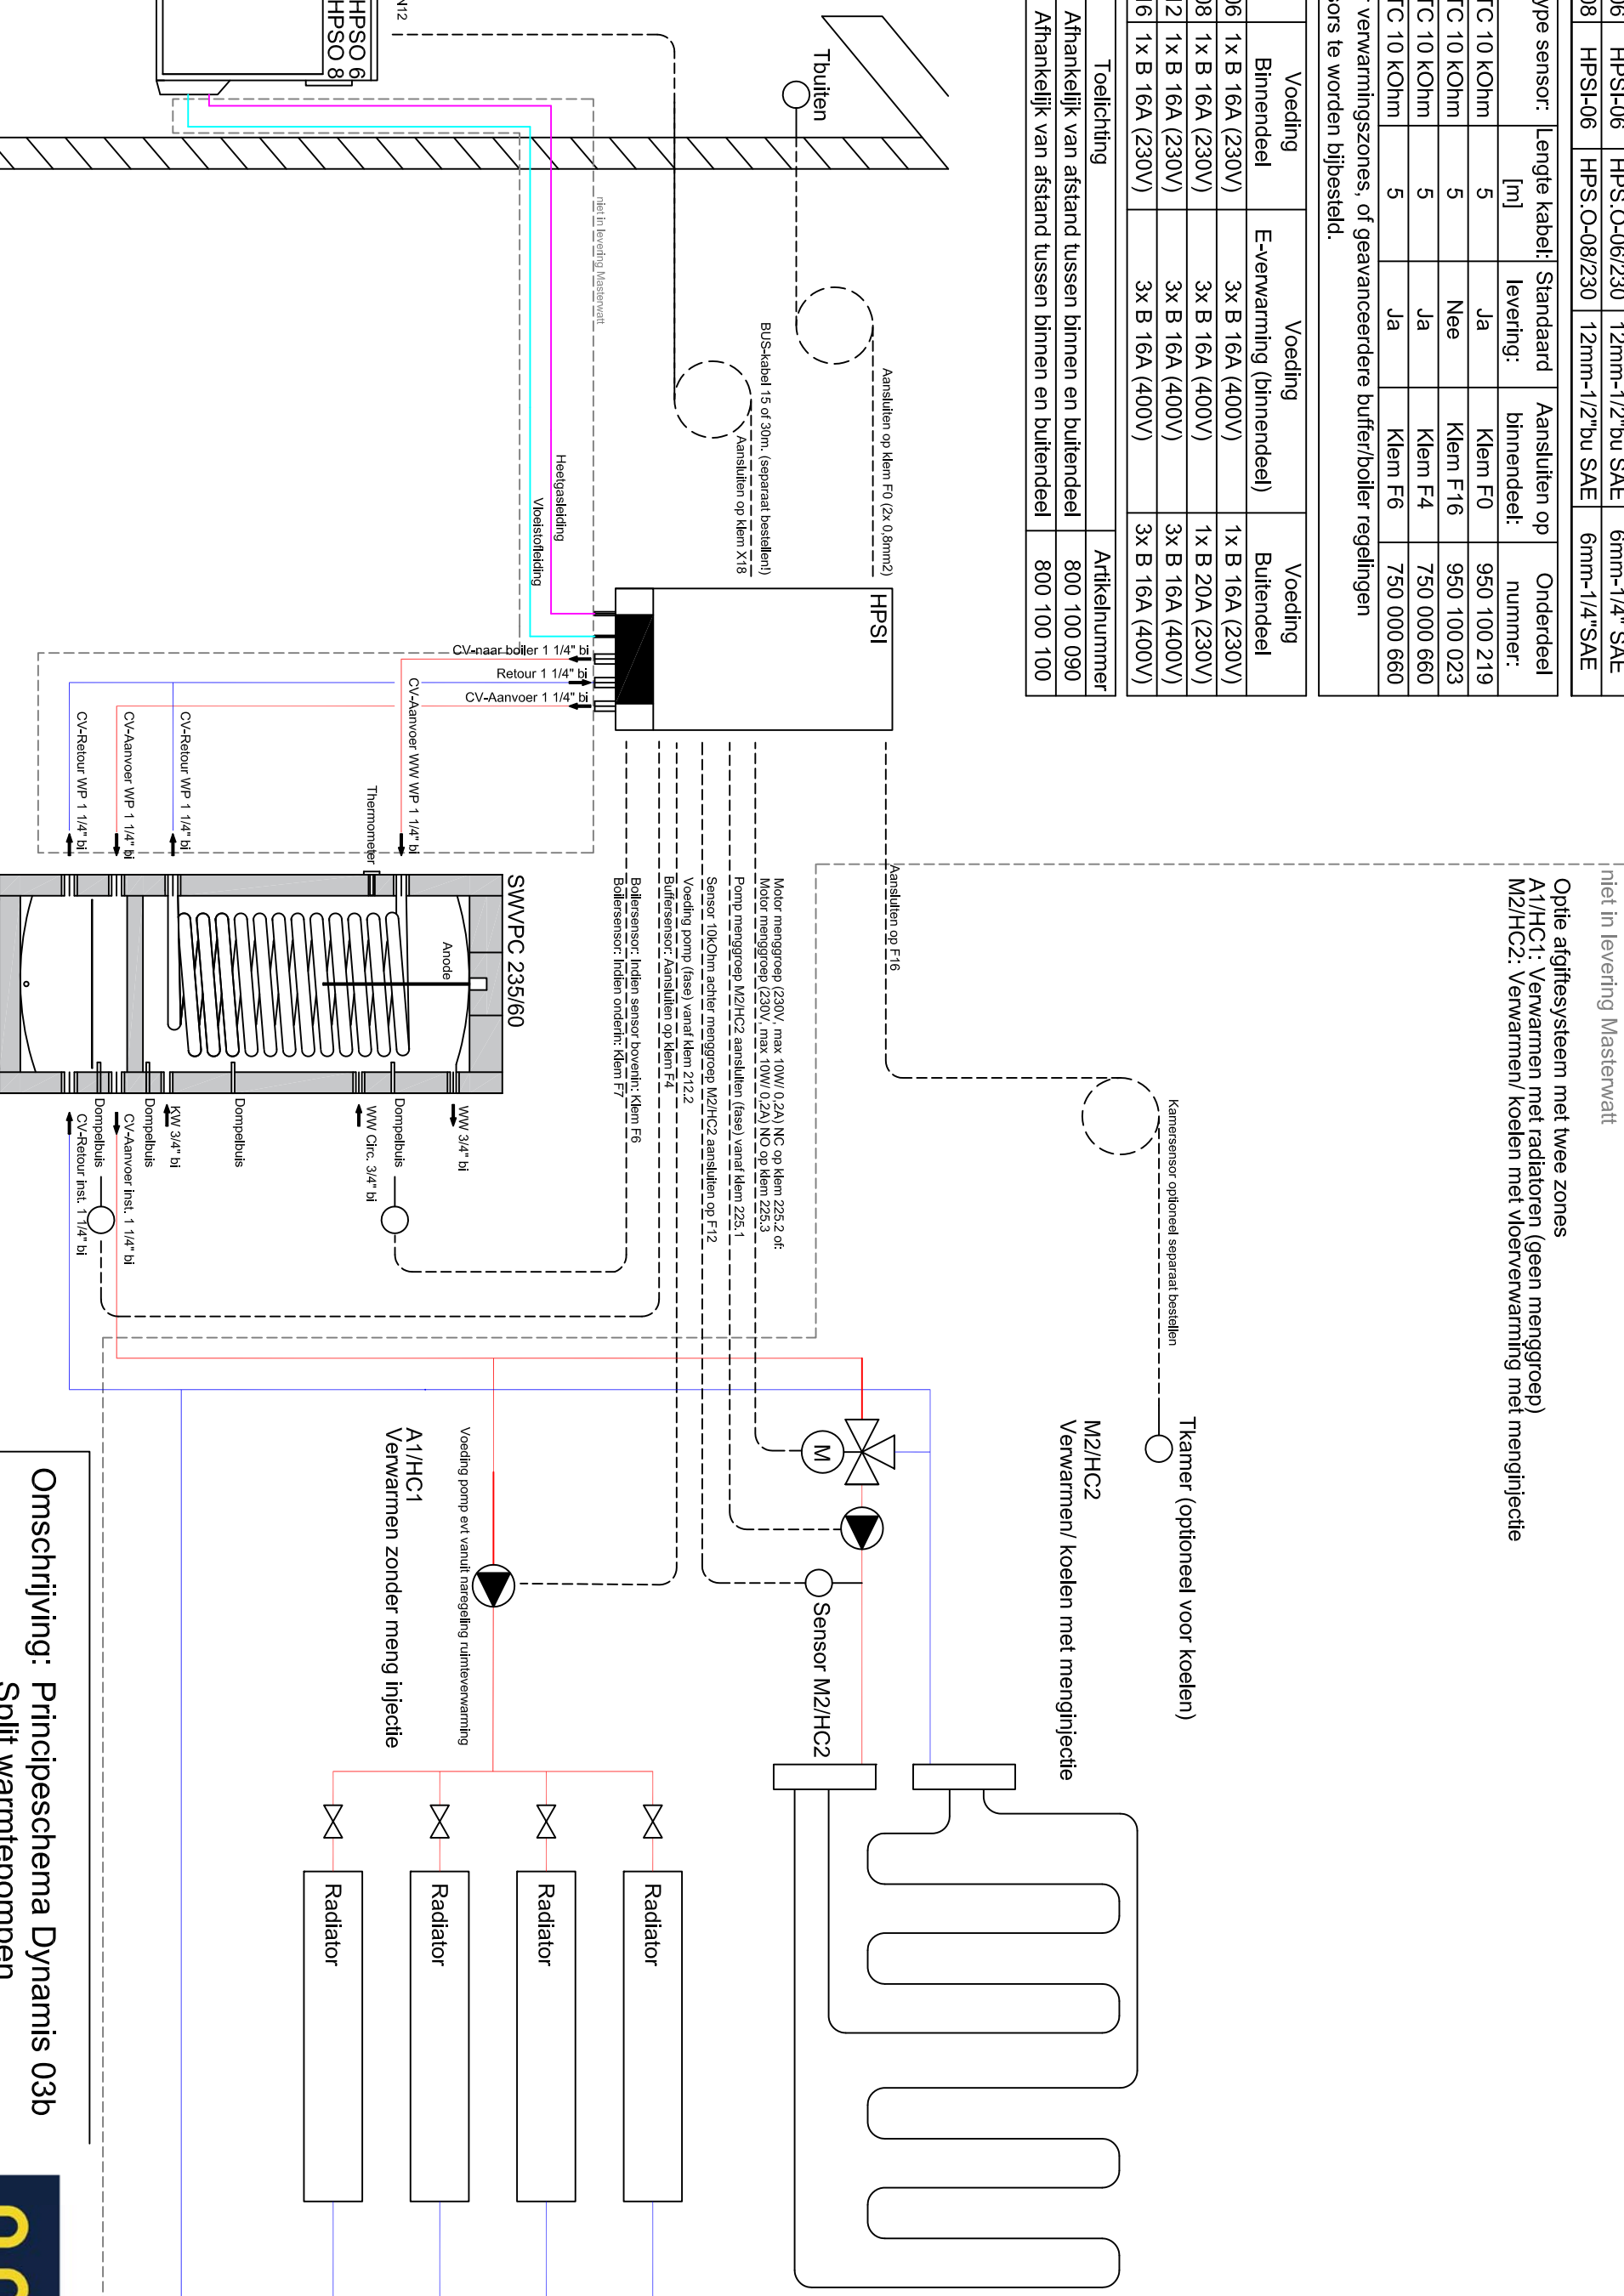 06 HPSI-06 HPS.O-06/230 12mm-1/2"bu SAE 6mm-1/4" SAE
08 HPSI-06 HPS.O-08/230 12mm-1/2"bu SAE 6mm-1/4"SAE
ype sensor: Lengte kabel: [m] Standaard levering: Aansluiten op binnendeel: Onderdeel nummer:
TC 10 kOhm 5 Ja Klem F0 950 100 219
TC 10 kOhm 5 Nee Klem F16 950 100 023
TC 10 kOhm 5 Ja Klem F4 750 000 660
TC 10 kOhm 5 Ja Klem F6 750 000 660
verwarmingszones, of geavanceerdere buffer/boiler regelingen
sors te worden bijbesteld.
Voeding Binnendeel Voeding E-verwarming (binnendeel) Voeding Buitendeel
06 1x B 16A (230V) 3x B 16A (400V) 1x B 16A (230V)
08 1x B 16A (230V) 3x B 16A (400V) 1x B 20A (230V)
12 1x B 16A (230V) 3x B 16A (400V) 3x B 16A (400V)
16 1x B 16A (230V) 3x B 16A (400V) 3x B 16A (400V)
Toelichting Artikelnummer
Afhankelijk van afstand tussen binnen en buitendeel 800 100 090
Afhankelijk van afstand tussen binnen en buitendeel 800 100 100
niet in levering Masterwatt
Optie afgiftesysteem met twee zones
A1/HC1: Verwarmen met radiatoren (geen menggroep)
M2/HC2: Verwarmen/ koelen met vloerverwarming met menginjectie
Tbuiten
Aansluiten op klem F0 (2x 0,8mm2)
BUS-kabel 15 of 30m. (separaat bestellen!)
Aansluiten op klem X18
niet in levering Masterwatt
N12
HPSO 6
HPSO 8
Heetgasleiding
Vloeistofleiding
HPSI
CV-naar boiler 1 1/4" bi
Retour 1 1/4" bi
CV-Aanvoer 1 1/4" bi
CV-Aanvoer WW WP 1 1/4" bi
Thermometer
CV-Retour WP 1 1/4" bi
CV-Aanvoer WP 1 1/4" bi
CV-Retour WP 1 1/4" bi
Aansluiten op F16
Kamersensor optioneel separaat bestellen
Tkamer (optioneel voor koelen)
M2/HC2
Verwarmen/ koelen met menginjectie
Motor menggroep (230V, max 10W/ 0,2A) NC op klem 225.2 of:
Motor menggroep (230V, max 10W/ 0,2A) NO op klem 225.3
Pomp menggroep M2/HC2 aansluiten (fase) vanaf klem 225.1
Sensor 10kOhm achter menggroep M2/HC2 aansluiten op F12
Voeding pomp (fase) vanaf klem 212.2
Buffersensor: Aansluiten op klem F4
Boilersensor: Indien sensor bovenin: Klem F6
Boilersensor: Indien onderin: Klem F7
SWVPC 235/60
Anode
WW 3/4" bi
Dompelbuis
WW Circ. 3/4" bi
Dompelbuis
KW 3/4" bi
Dompelbuis
CV-Aanvoer inst. 1 1/4" bi
Dompelbuis
CV-Retour inst. 1 1/4" bi
M
Sensor M2/HC2
Voeding pomp evt vanuit naregeling ruimteverwarming
A1/HC1
Verwarmen zonder meng injectie
Radiator
Radiator
Radiator
Radiator
Omschrijving: Principeschema Dynamis 03b
Split warmtepompen